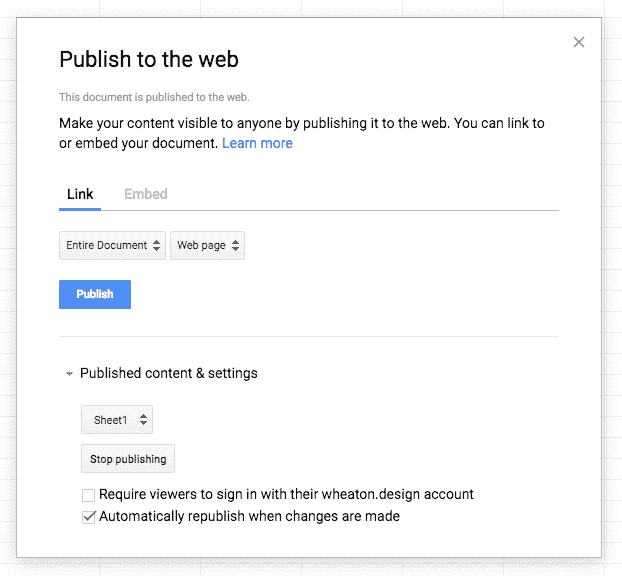 Publish to the web
This document is published to the web.
Make your content visible to anyone by publishing it to the web. You can link to
or embed your document. Learn more
Link Embed
Entire Document Web page
Publish
Published content & settings
Sheet1
Stop publishing
Require viewers to sign in with their wheaton.design account
Automatically republish when changes are made